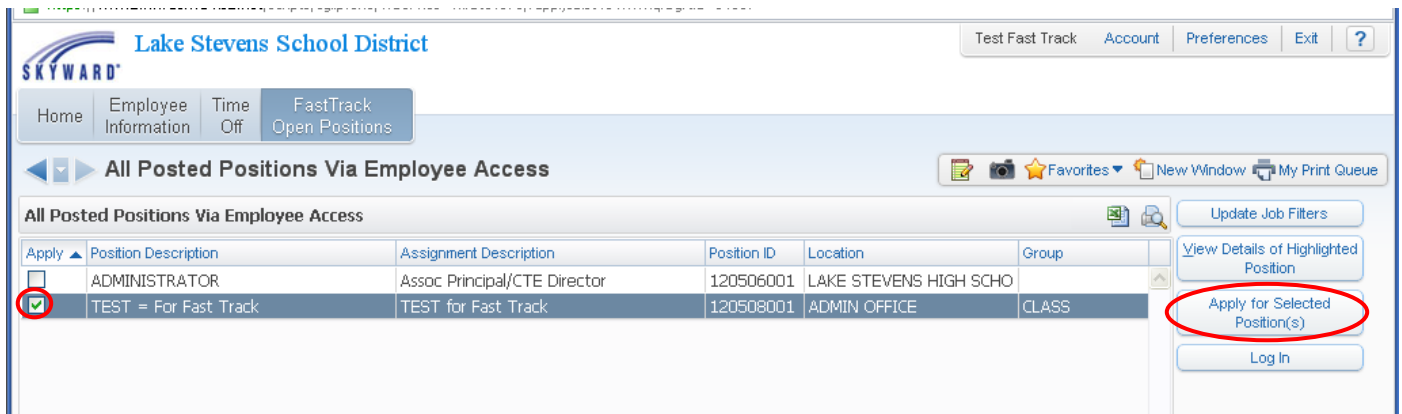 Lake Stevens School District
Test Fast Track Account Preferences Exit ?
SKYWARD
Home Employee Information Time Off FastTrack Open Positions
All Posted Positions Via Employee Access
Favorites New Window My Print Queue
All Posted Positions Via Employee Access
Update Job Filters
Apply Position Description Assignment Description Position ID Location Group
View Details of Highlighted Position
ADMINISTRATOR Assoc Principal/CTE Director 120506001 LAKE STEVENS HIGH SCHO
TEST = For Fast Track TEST for Fast Track 120508001 ADMIN OFFICE CLASS
Apply for Selected Position(s)
Log In